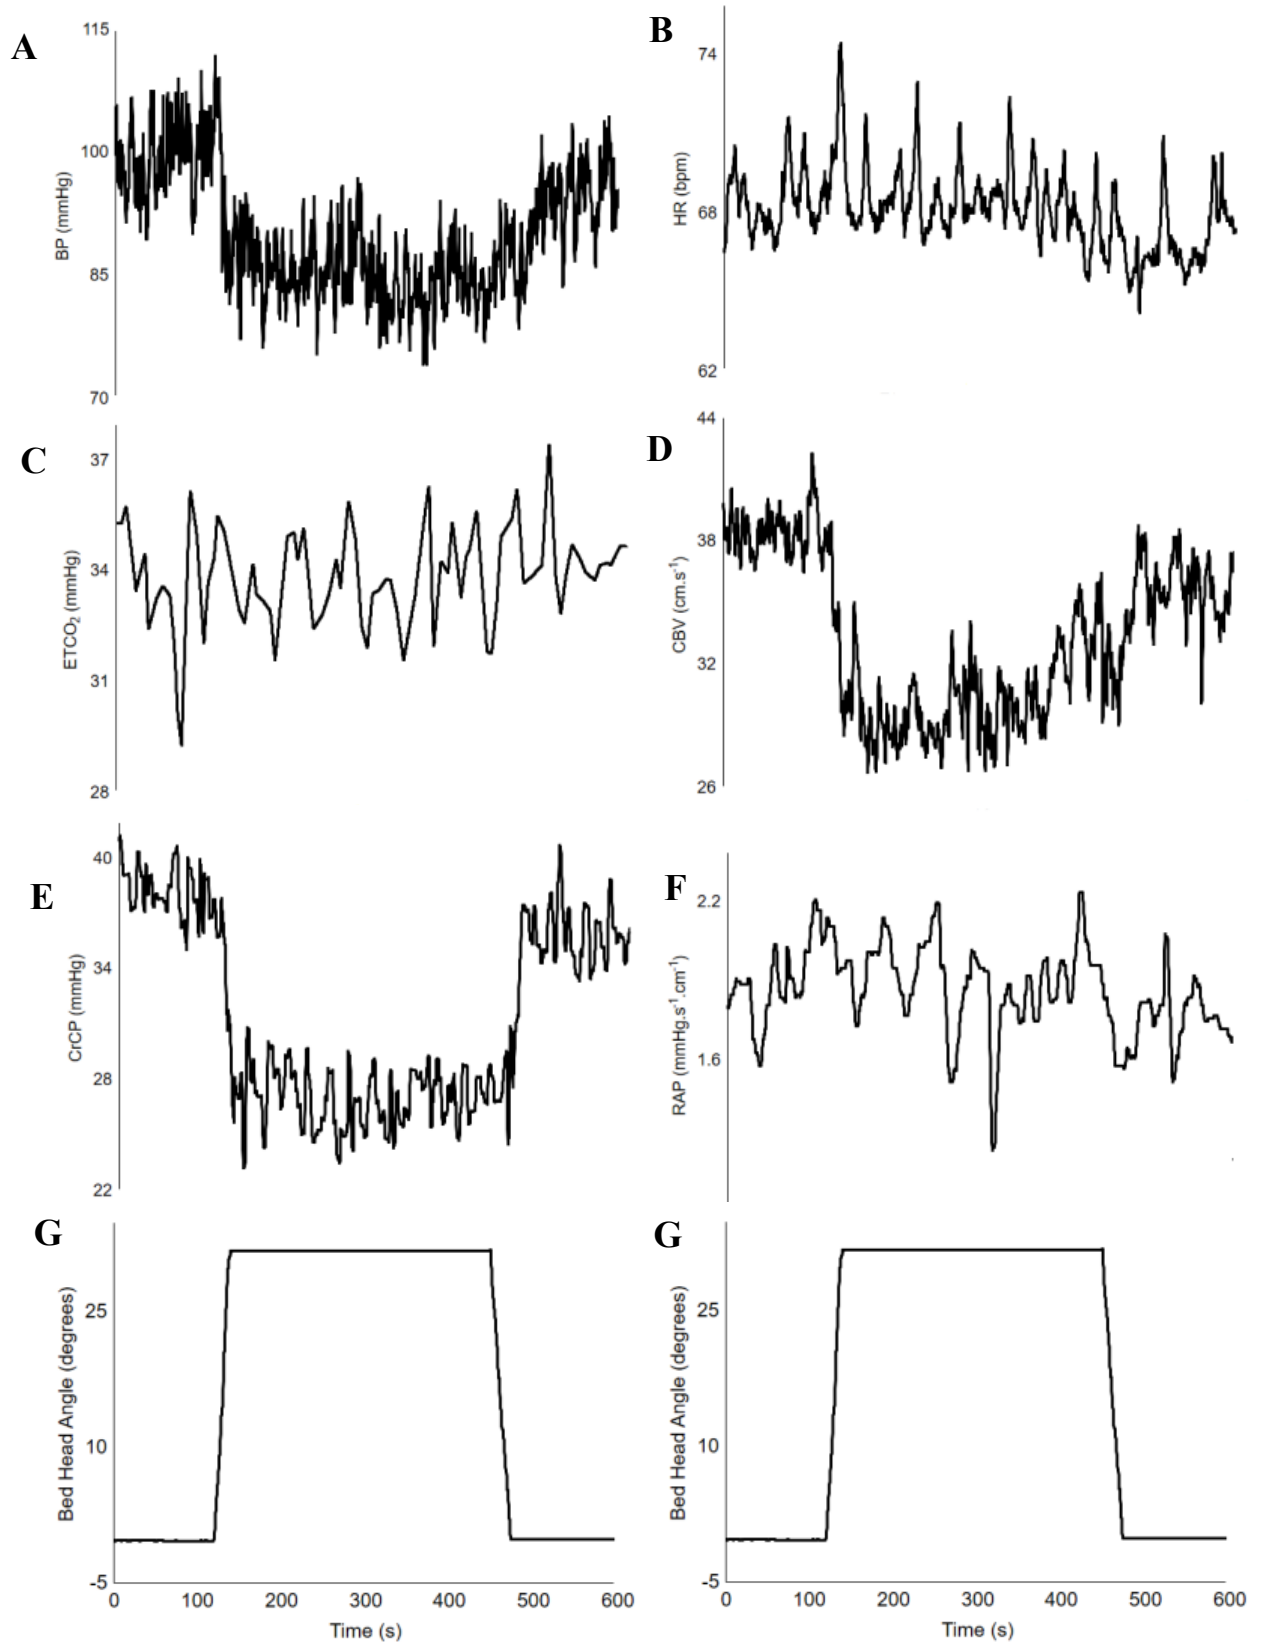 A
115
100
85
70
BP (mmHg)
B
74
68
62
HR (bpm)
C
37
34
31
28
ETCO₂ (mmHg)
D
44
38
32
26
CBV (cm.s⁻¹)
E
40
34
28
22
CrCP (mmHg)
F
2.2
1.6
RAP (mmHg.s⁻¹.cm⁻¹)
G
25
10
-5
Bed Head Angle (degrees)
0 100 200 300 400 500 600
Time (s)
G
25
10
-5
Bed Head Angle (degrees)
0 100 200 300 400 500 600
Time (s)